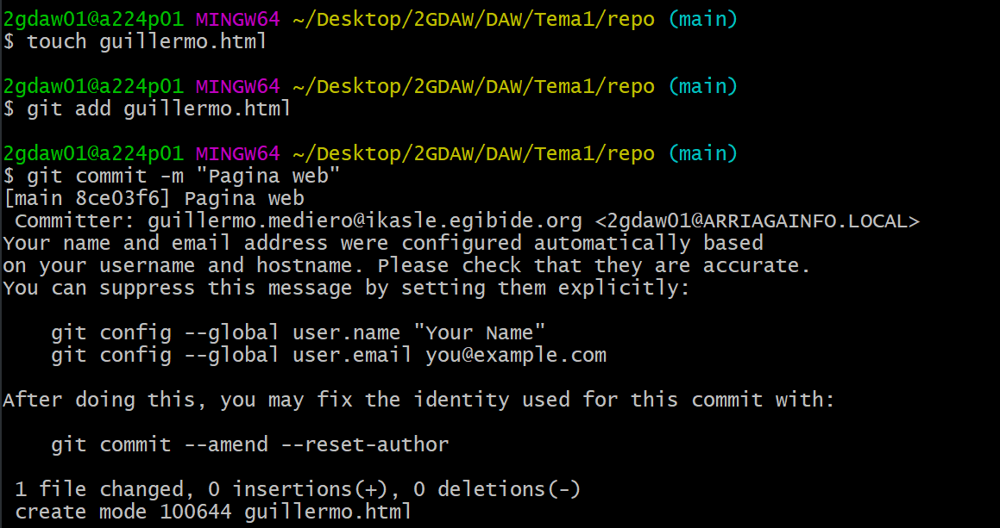 2gdaw01@a224p01 MINGW64 ~/Desktop/2GDAW/DAW/Tema1/repo (main)
$ touch guillermo.html
2gdaw01@a224p01 MINGW64 ~/Desktop/2GDAW/DAW/Tema1/repo (main)
$ git add guillermo.html
2gdaw01@a224p01 MINGW64 ~/Desktop/2GDAW/DAW/Tema1/repo (main)
$ git commit -m "Pagina web"
[main 8ce03f6] Pagina web
 Committer: guillermo.mediero@ikasle.egibide.org <2gdaw01@ARRIAGAINFO.LOCAL>
Your name and email address were configured automatically based
on your username and hostname. Please check that they are accurate.
You can suppress this message by setting them explicitly:
    git config --global user.name "Your Name"
    git config --global user.email you@example.com
After doing this, you may fix the identity used for this commit with:
    git commit --amend --reset-author
 1 file changed, 0 insertions(+), 0 deletions(-)
 create mode 100644 guillermo.html